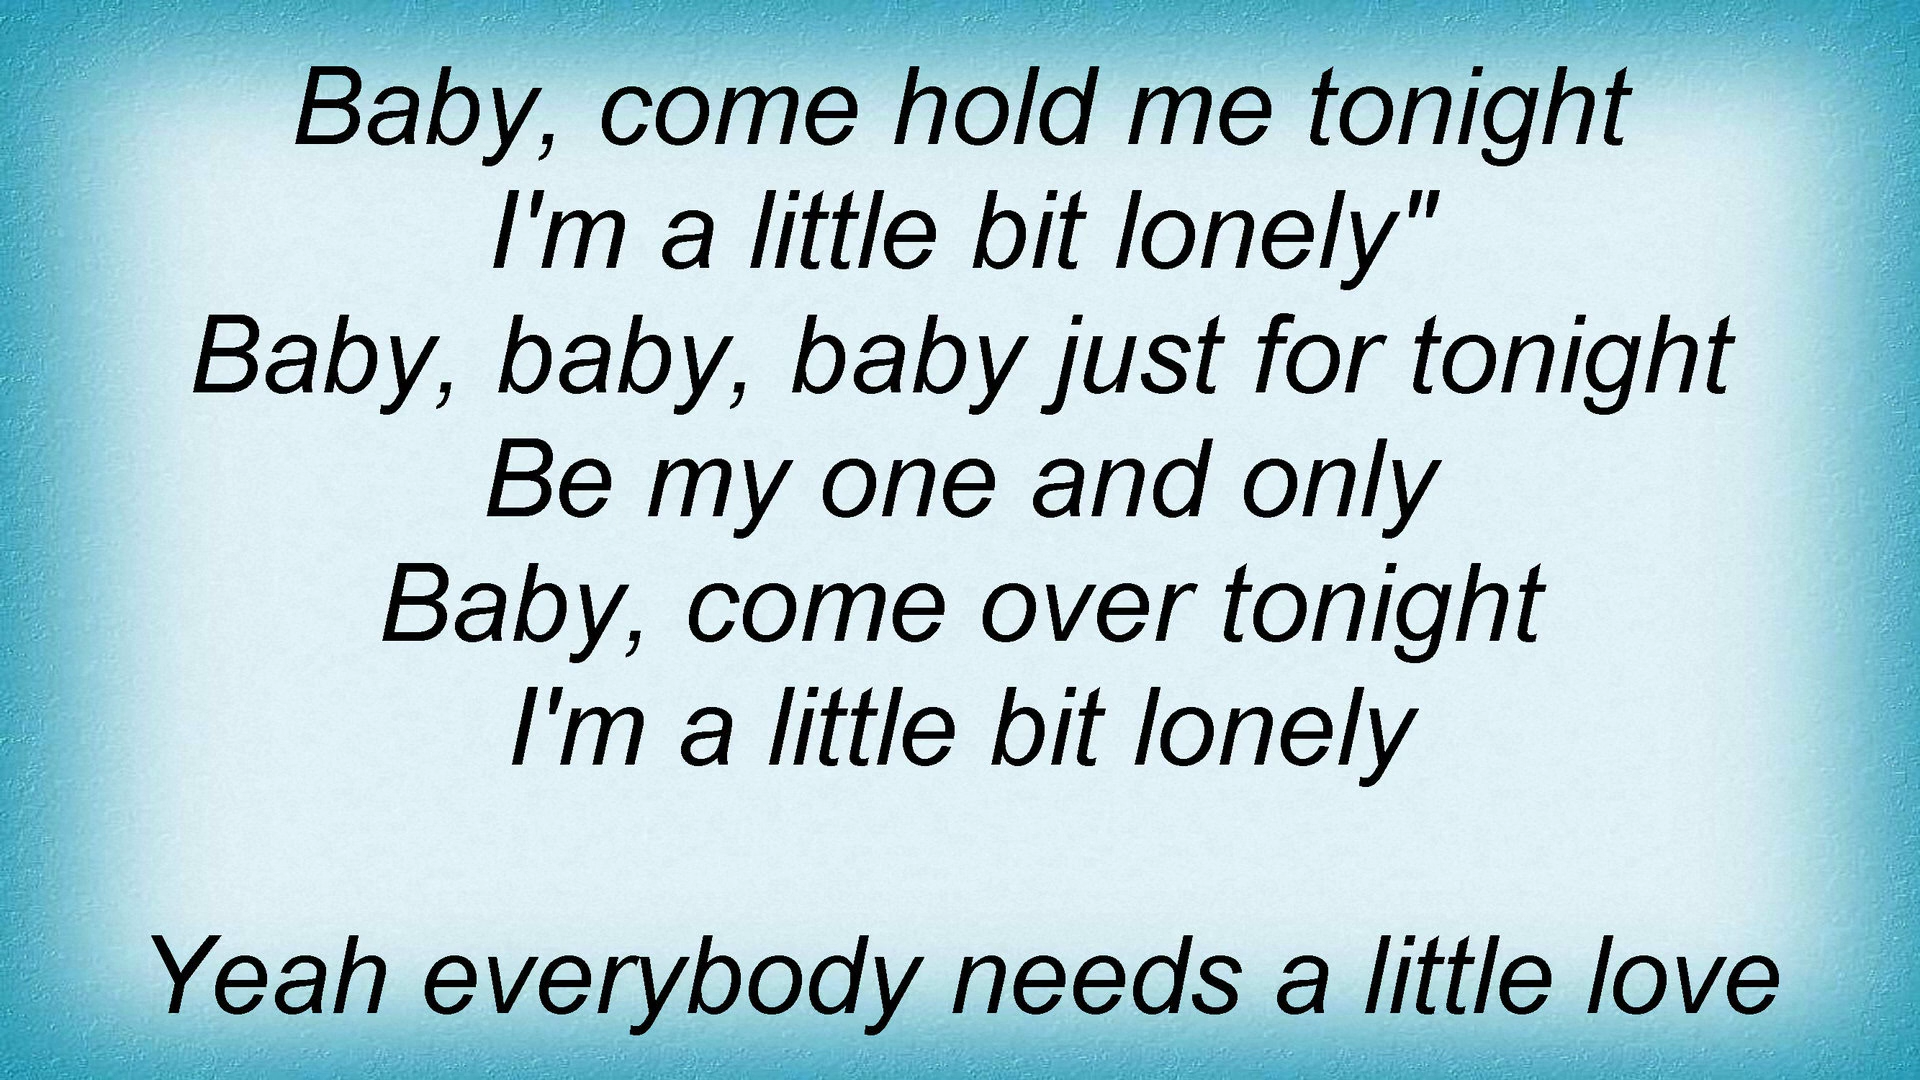 Baby, come hold me tonight
I'm a little bit lonely"
Baby, baby, baby just for tonight
Be my one and only
Baby, come over tonight
I'm a little bit lonely
Yeah everybody needs a little love